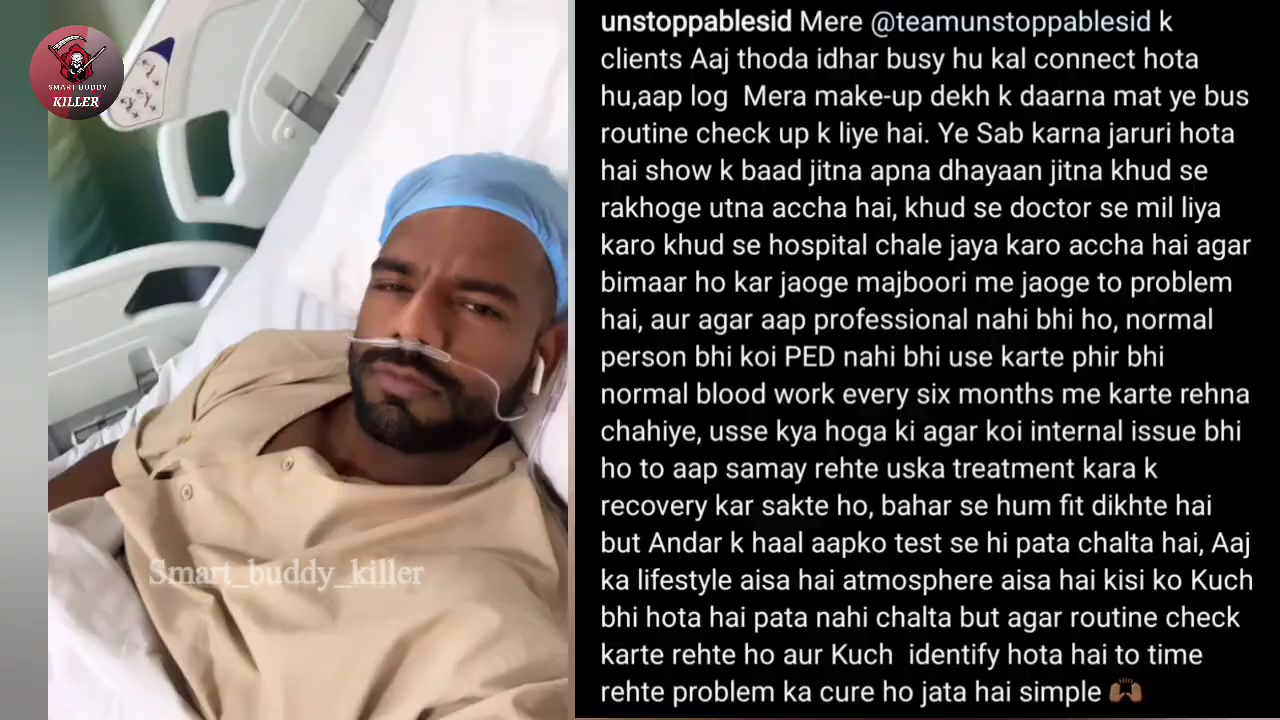 SMART BUDDY
KILLER
Smart_buddy_killer
unstoppablesid Mere @teamunstoppablesid k
clients Aaj thoda idhar busy hu kal connect hota
hu,aap log  Mera make-up dekh k daarna mat ye bus
routine check up k liye hai. Ye Sab karna jaruri hota
hai show k baad jitna apna dhayaan jitna khud se
rakhoge utna accha hai, khud se doctor se mil liya
karo khud se hospital chale jaya karo accha hai agar
bimaar ho kar jaoge majboori me jaoge to problem
hai, aur agar aap professional nahi bhi ho, normal
person bhi koi PED nahi bhi use karte phir bhi
normal blood work every six months me karte rehna
chahiye, usse kya hoga ki agar koi internal issue bhi
ho to aap samay rehte uska treatment kara k
recovery kar sakte ho, bahar se hum fit dikhte hai
but Andar k haal aapko test se hi pata chalta hai, Aaj
ka lifestyle aisa hai atmosphere aisa hai kisi ko Kuch
bhi hota hai pata nahi chalta but agar routine check
karte rehte ho aur Kuch  identify hota hai to time
rehte problem ka cure ho jata hai simple 🙌🏾